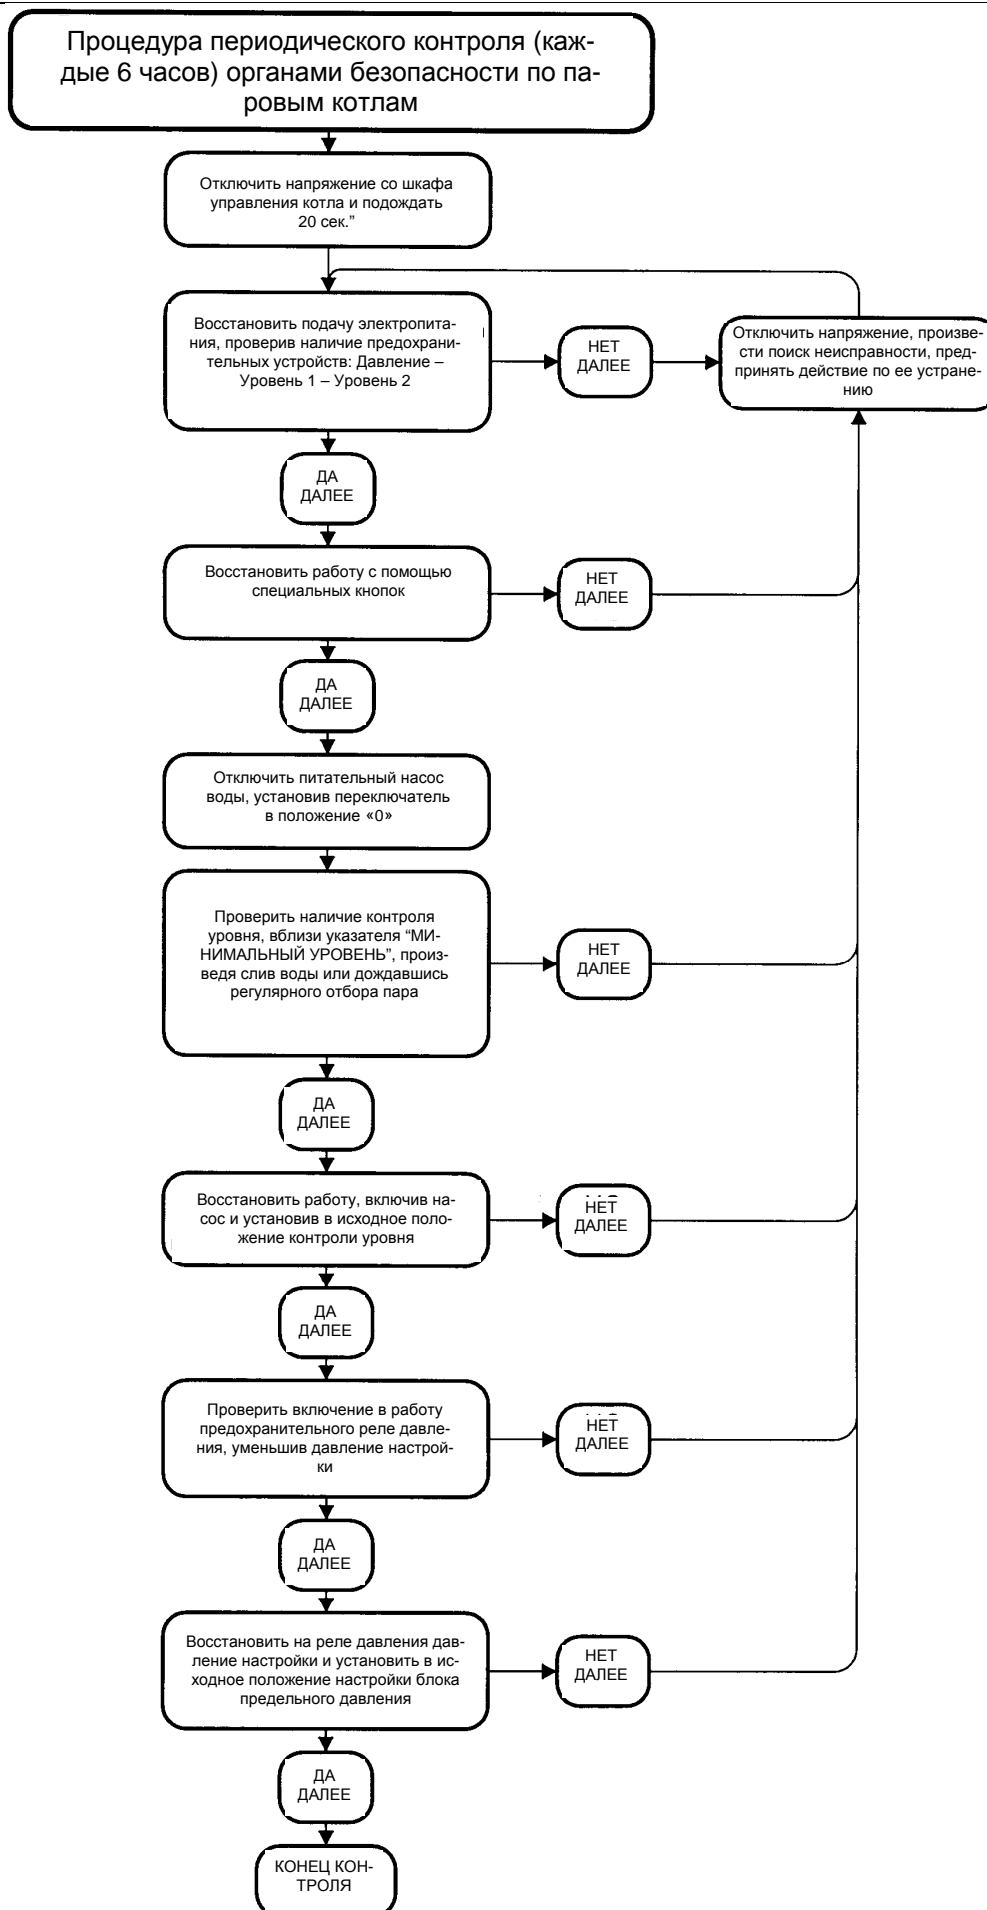 Процедура периодического контроля (каж-
дые 6 часов) органами безопасности по па-
ровым котлам
Отключить напряжение со шкафа
управления котла и подождать
20 сек.”
Восстановить подачу электропита-
ния, проверив наличие предохрани-
тельных устройств: Давление –
Уровень 1 – Уровень 2
НЕТ
ДАЛЕЕ
Отключить напряжение, произве-
сти поиск неисправности, пред-
принять действие по ее устране-
нию
ДА
ДАЛЕЕ
Восстановить работу с помощью
специальных кнопок
НЕТ
ДАЛЕЕ
ДА
ДАЛЕЕ
Отключить питательный насос
воды, установив переключатель
в положение «0»
Проверить наличие контроля
уровня, вблизи указателя “МИ-
НИМАЛЬНЫЙ УРОВЕНЬ”, произ-
ведя слив воды или дождавшись
регулярного отбора пара
НЕТ
ДАЛЕЕ
ДА
ДАЛЕЕ
Восстановить работу, включив на-
сос и установив в исходное поло-
жение контроли уровня
НЕТ
ДАЛЕЕ
ДА
ДАЛЕЕ
Проверить включение в работу
предохранительного реле давле-
ния, уменьшив давление настрой-
ки
НЕТ
ДАЛЕЕ
ДА
ДАЛЕЕ
Восстановить на реле давления дав-
ление настройки и установить в ис-
ходное положение настройки блока
предельного давления
НЕТ
ДАЛЕЕ
ДА
ДАЛЕЕ
КОНЕЦ КОН-
ТРОЛЯ